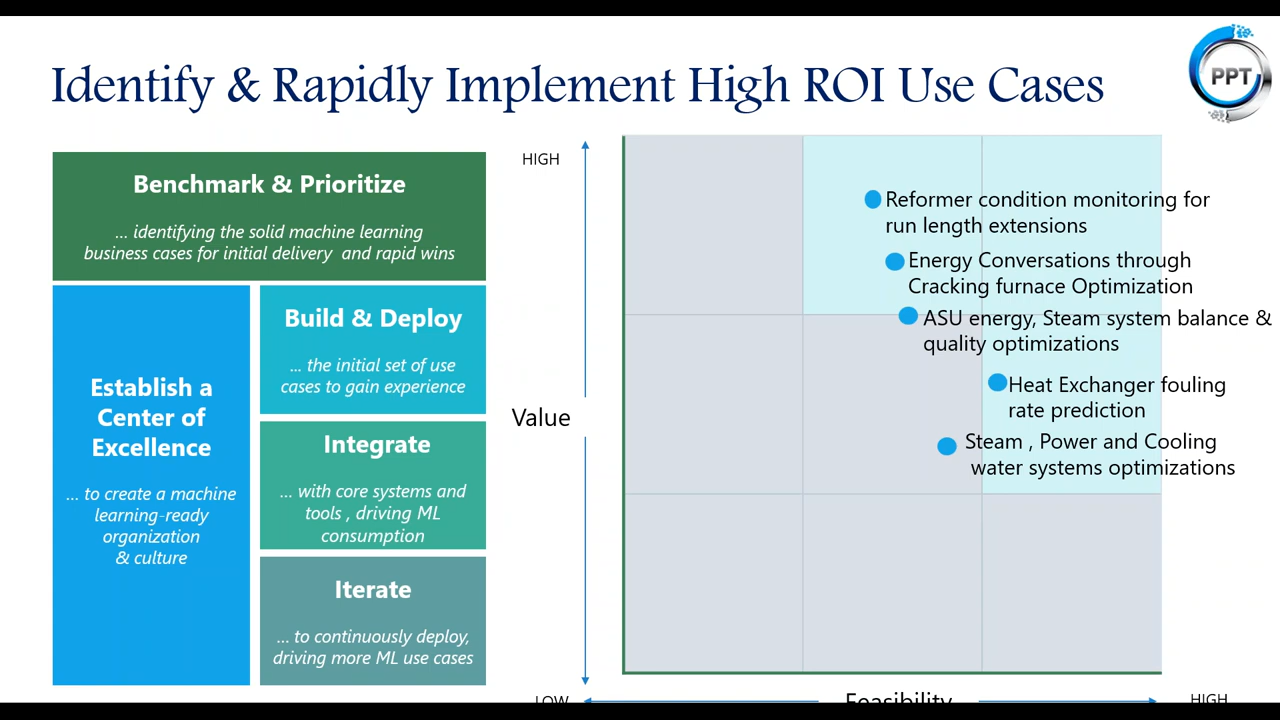 Identify & Rapidly Implement High ROI Use Cases
PPT
Benchmark & Prioritize
... identifying the solid machine learning
business cases for initial delivery and rapid wins
Establish a
Center of
Excellence
... to create a machine
learning-ready
organization
& culture
Build & Deploy
... the initial set of use
cases to gain experience
Integrate
... with core systems and
tools , driving ML
consumption
Iterate
... to continuously deploy,
driving more ML use cases
HIGH
Value
LOW
Reformer condition monitoring for
run length extensions
Energy Conversations through
Cracking furnace Optimization
ASU energy, Steam system balance &
quality optimizations
Heat Exchanger fouling
rate prediction
Steam , Power and Cooling
water systems optimizations
Feasibility
HIGH